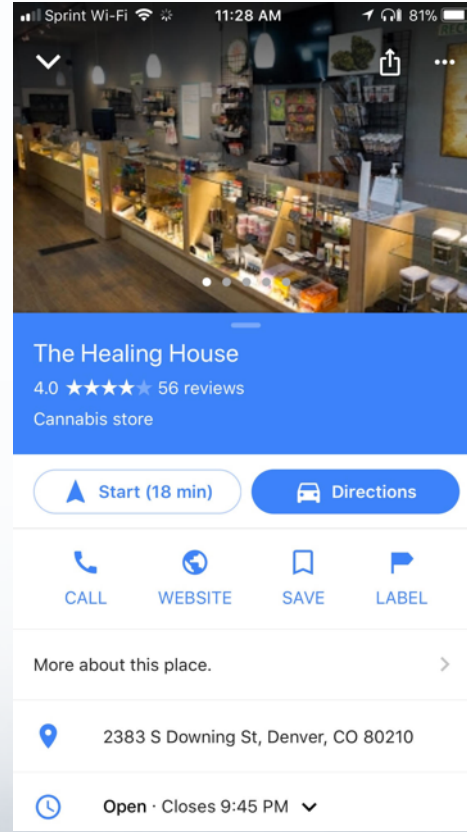 Sprint Wi-Fi 11:28 AM 81%
The Healing House
4.0 ★★★★★ 56 reviews
Cannabis store
Start (18 min) Directions
CALL WEBSITE SAVE LABEL
More about this place.
2383 S Downing St, Denver, CO 80210
Open · Closes 9:45 PM